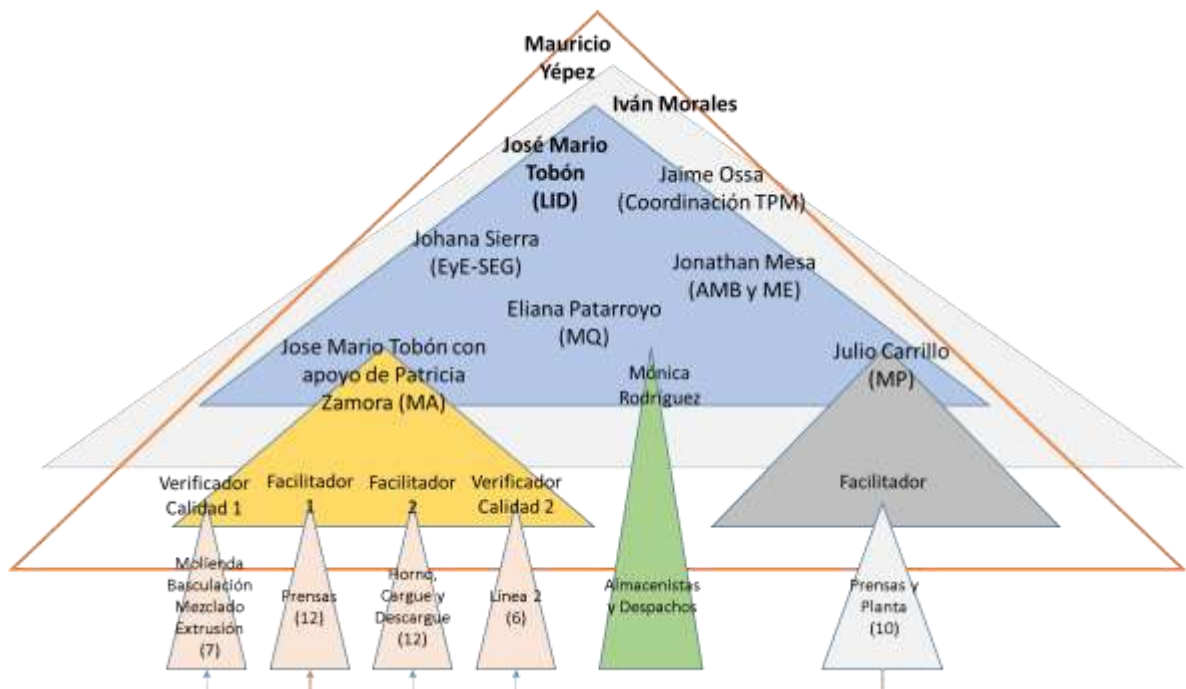 Mauricio
Yépez
Iván Morales
José Mario
Tobón
(LID)
Jaime Ossa
(Coordinación TPM)
Johana Sierra
(EyE-SEG)
Jonathan Mesa
(AMB y ME)
Eliana Patarroyo
(MQ)
Jose Mario Tobón con
apoyo de Patricia
Zamora (MA)
Mónica
Rodríguez
Julio Carrillo
(MP)
Verificador
Calidad 1
Facilitador
1
Facilitador
2
Verificador
Calidad 2
Facilitador
Molienda
Basculación
Mezclado
Extrusión
(7)
Prensas
(12)
Horno,
Cargue y
Descargue
(12)
Línea 2
(6)
Almacenistas
y Despachos
Prensas y
Planta
(10)